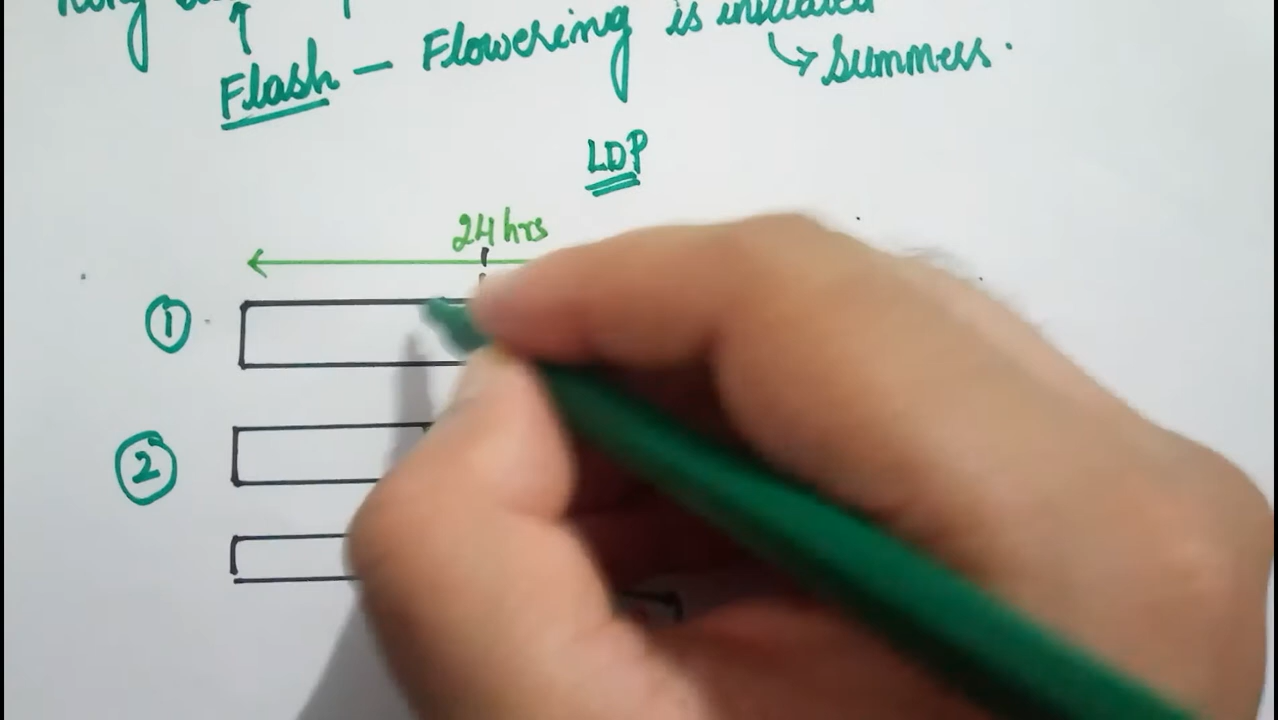 Flash – Flowering is initiated
↳ Summers.
LDP
24 hrs
①
②